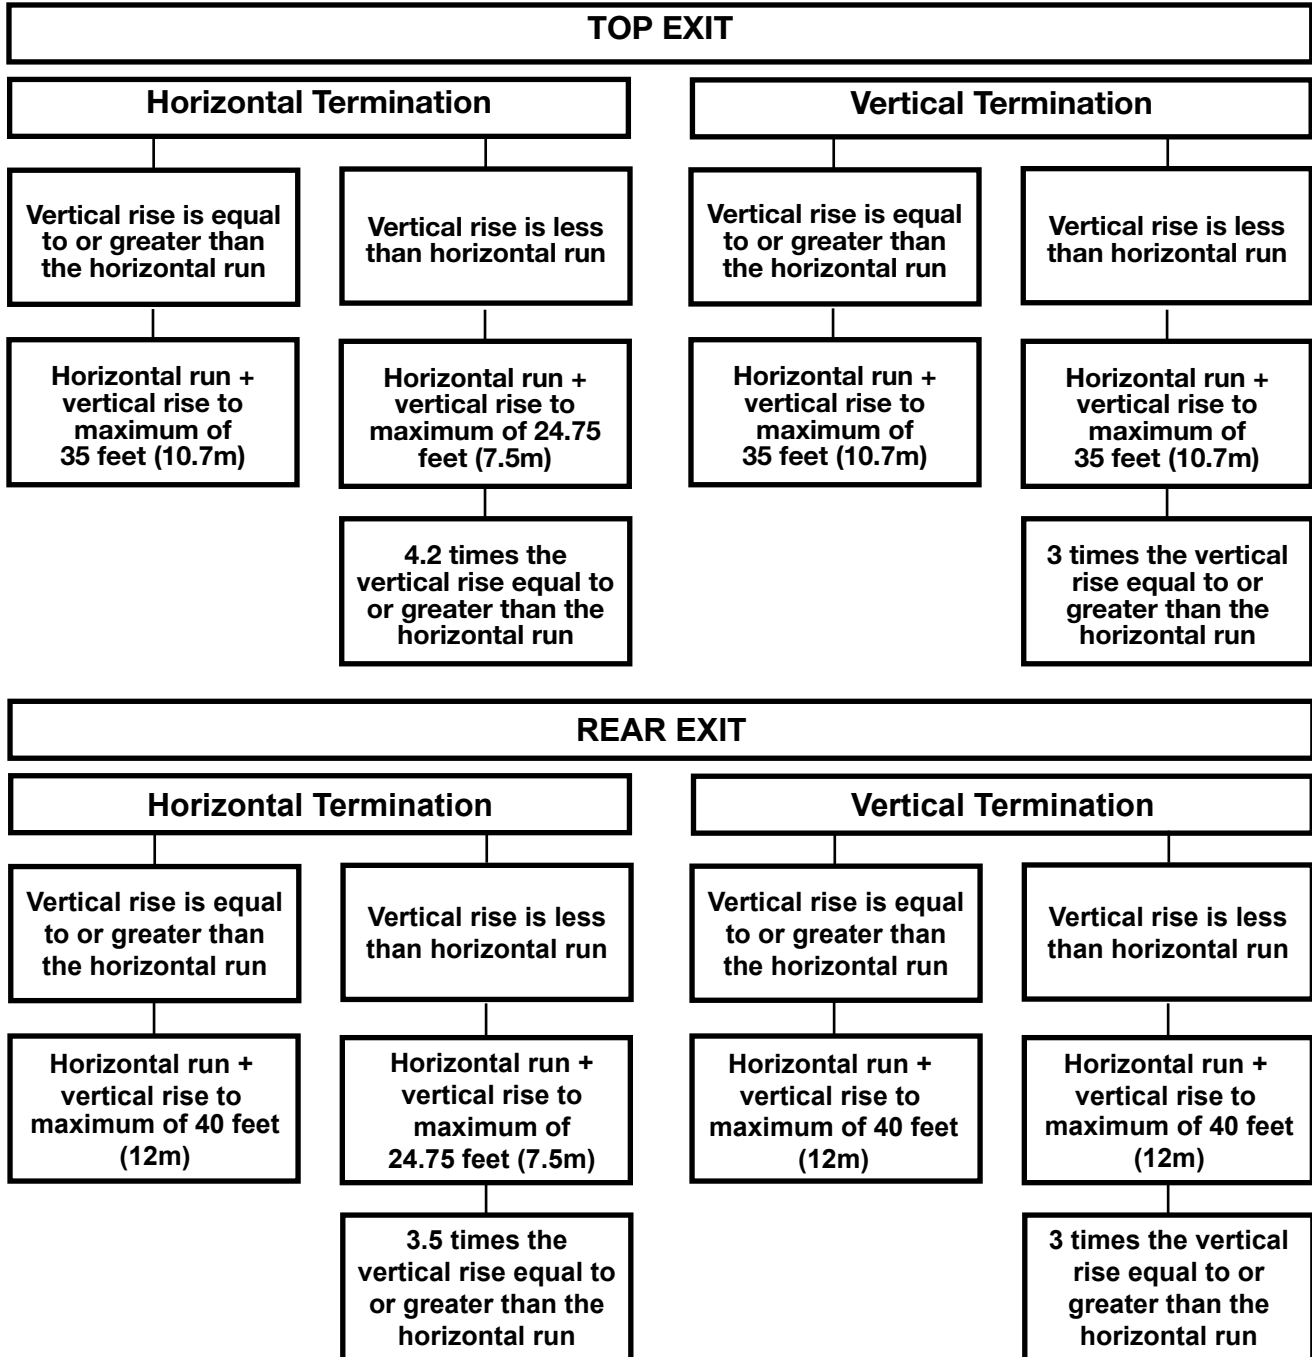 TOP EXIT
Horizontal Termination
Vertical Termination
Vertical rise is equal
to or greater than
the horizontal run
Vertical rise is less
than horizontal run
Vertical rise is equal
to or greater than
the horizontal run
Vertical rise is less
than horizontal run
Horizontal run +
vertical rise to
maximum of
35 feet (10.7m)
Horizontal run +
vertical rise to
maximum of 24.75
feet (7.5m)
Horizontal run +
vertical rise to
maximum of
35 feet (10.7m)
Horizontal run +
vertical rise to
maximum of
35 feet (10.7m)
4.2 times the
vertical rise equal to
or greater than the
horizontal run
3 times the vertical
rise equal to or
greater than the
horizontal run
REAR EXIT
Horizontal Termination
Vertical Termination
Vertical rise is equal
to or greater than
the horizontal run
Vertical rise is less
than horizontal run
Vertical rise is equal
to or greater than
the horizontal run
Vertical rise is less
than horizontal run
Horizontal run +
vertical rise to
maximum of 40 feet
(12m)
Horizontal run +
vertical rise to
maximum of
24.75 feet (7.5m)
Horizontal run +
vertical rise to
maximum of 40 feet
(12m)
Horizontal run +
vertical rise to
maximum of 40 feet
(12m)
3.5 times the
vertical rise equal to
or greater than the
horizontal run
3 times the vertical
rise equal to or
greater than the
horizontal run